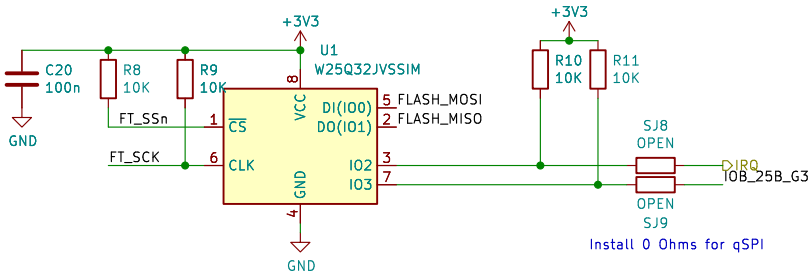 +3V3
+3V3
C20
100n
R8
10K
R9
10K
U1
W25Q32JVSSIM
R10
10K
R11
10K
GND
FT_SSn
FT_SCK
1
6
8
4
5
2
3
7
CS
CLK
VCC
GND
DI(IO0)
DO(IO1)
IO2
IO3
FLASH_MOSI
FLASH_MISO
SJ8
OPEN
IRQ
IOB_25B_G3
OPEN
SJ9
Install 0 Ohms for qSPI
GND